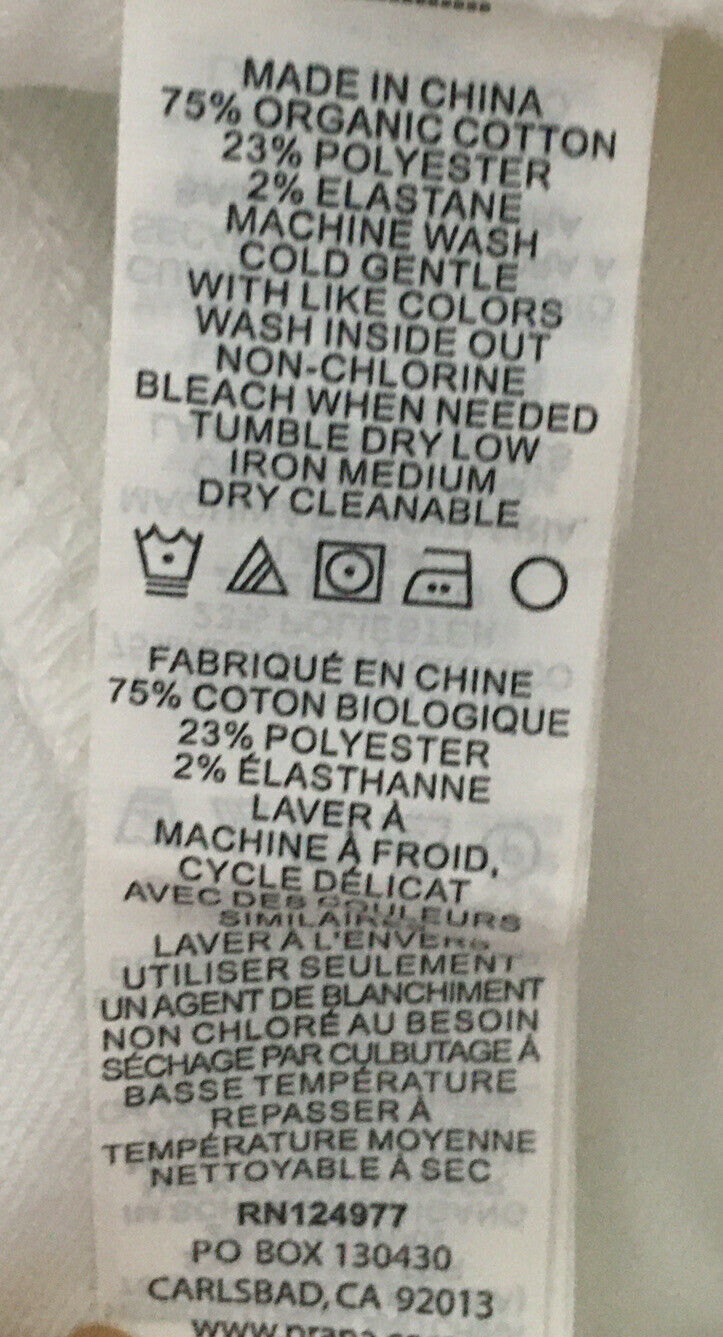 MADE IN CHINA
75% ORGANIC COTTON
23% POLYESTER
2% ELASTANE
MACHINE WASH
COLD GENTLE
WITH LIKE COLORS
WASH INSIDE OUT
NON-CHLORINE
BLEACH WHEN NEEDED
TUMBLE DRY LOW
IRON MEDIUM
DRY CLEANABLE
FABRIQUÉ EN CHINE
75% COTON BIOLOGIQUE
23% POLYESTER
2% ÉLASTHANNE
LAVER À
MACHINE À FROID,
CYCLE DÉLICAT
AVEC DES COULEURS
SIMILAIRES
LAVER À L'ENVERS
UTILISER SEULEMENT
UN AGENT DE BLANCHIMENT
NON CHLORÉ AU BESOIN
SÉCHAGE PAR CULBUTAGE À
BASSE TEMPÉRATURE
REPASSER À
TEMPÉRATURE MOYENNE
NETTOYABLE À SEC
RN124977
PO BOX 130430
CARLSBAD, CA 92013